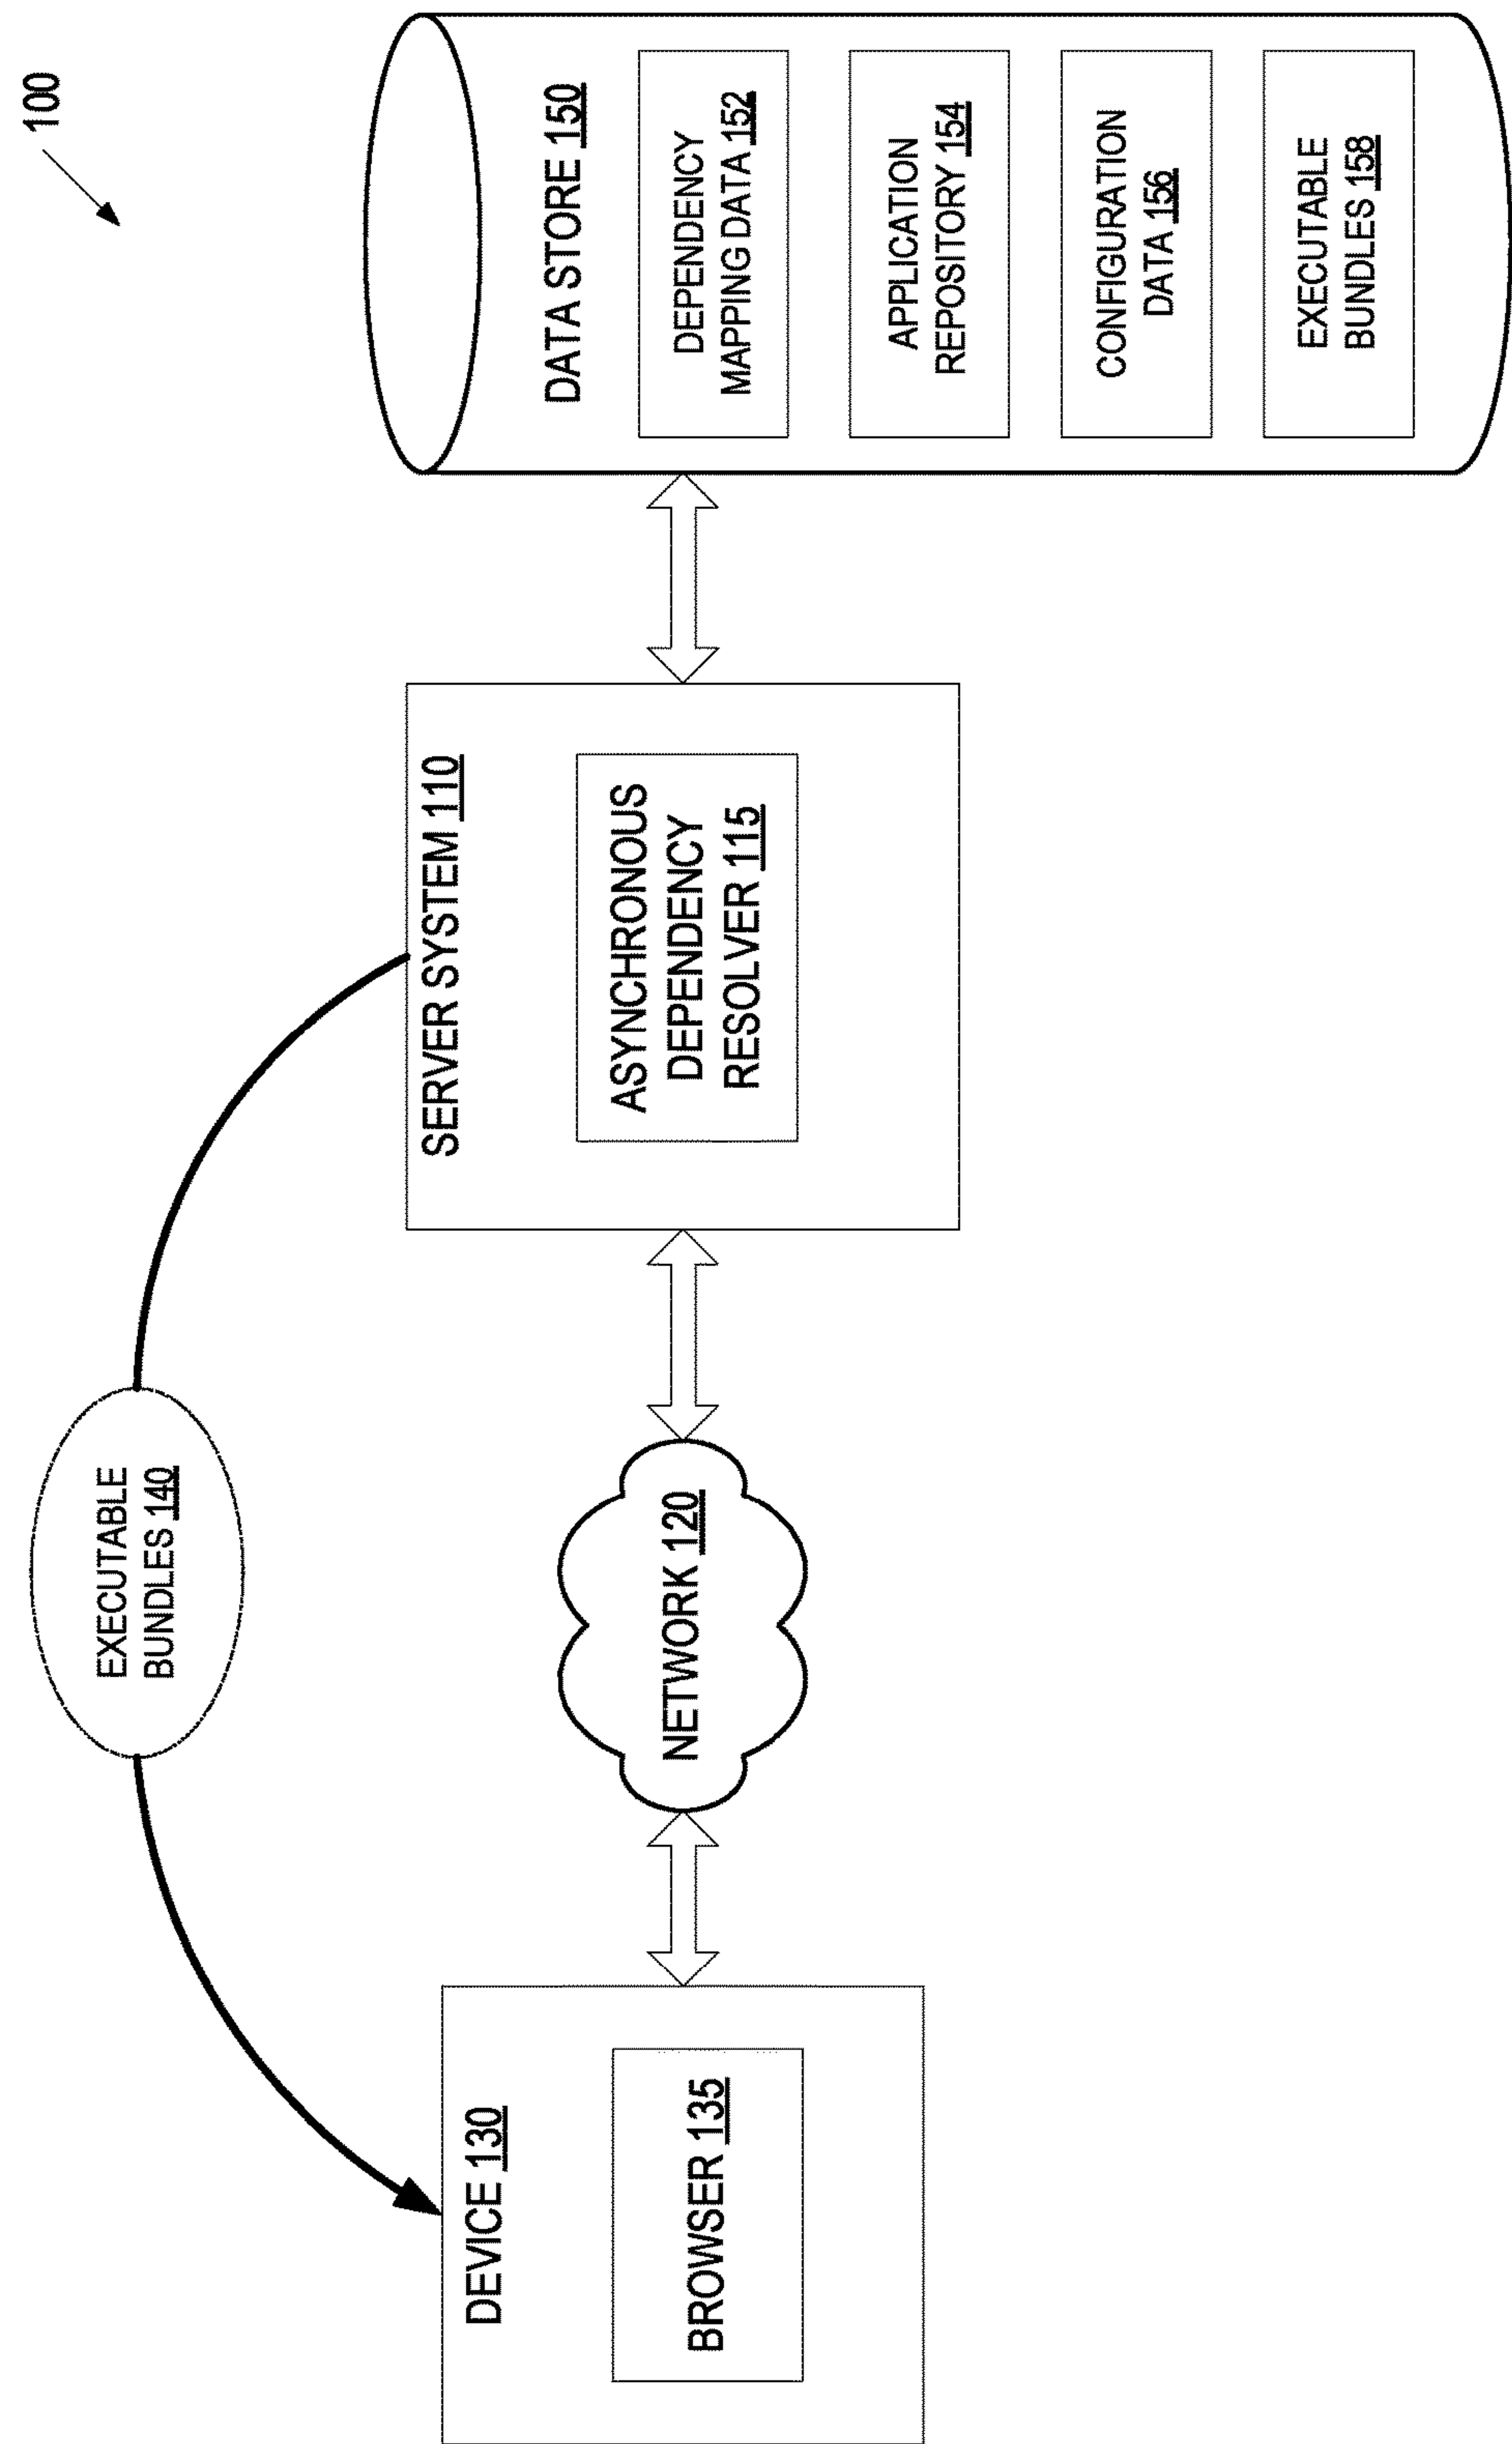 100
EXECUTABLE
BUNDLES 140
DEVICE 130
BROWSER 135
NETWORK 120
SERVER SYSTEM 110
ASYNCHRONOUS
DEPENDENCY
RESOLVER 115
DATA STORE 150
DEPENDENCY
MAPPING DATA 152
APPLICATION
REPOSITORY 154
CONFIGURATION
DATA 156
EXECUTABLE
BUNDLES 158